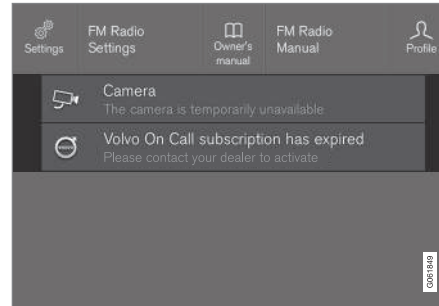 Settings
FM Radio
Settings
Owner's
manual
FM Radio
Manual
Profile
Camera
The camera is temporarily unavailable
Volvo On Call subscription has expired
Please contact your dealer to activate
G061849